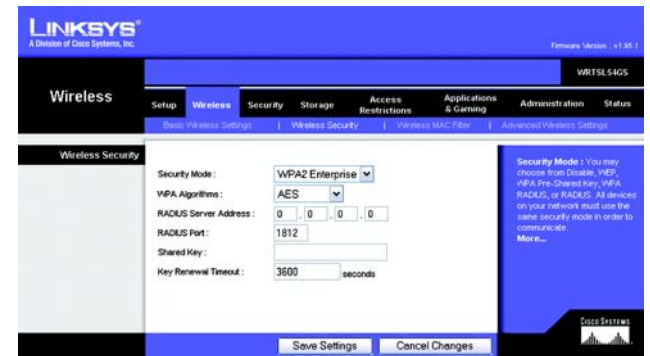 LINKSYS®
A Division of Cisco Systems, Inc.
Firmware Version : v1.95.1
WRTSL54GS
Wireless
Setup Wireless Security Storage Access Restrictions Applications & Gaming Administration Status
Basic Wireless Settings | Wireless Security | Wireless MAC Filter | Advanced Wireless Settings
Wireless Security
Security Mode : WPA2 Enterprise
WPA Algorithms : AES
RADIUS Server Address : 0 . 0 . 0 . 0
RADIUS Port : 1812
Shared Key :
Key Renewal Timeout : 3600 seconds
Security Mode : You may
choose from Disable, WEP,
WPA Pre-Shared Key, WPA
RADIUS, or RADIUS. All devices
on your network must use the
same security mode in order to
communicate.
More...
Save Settings Cancel Changes
CISCO SYSTEMS